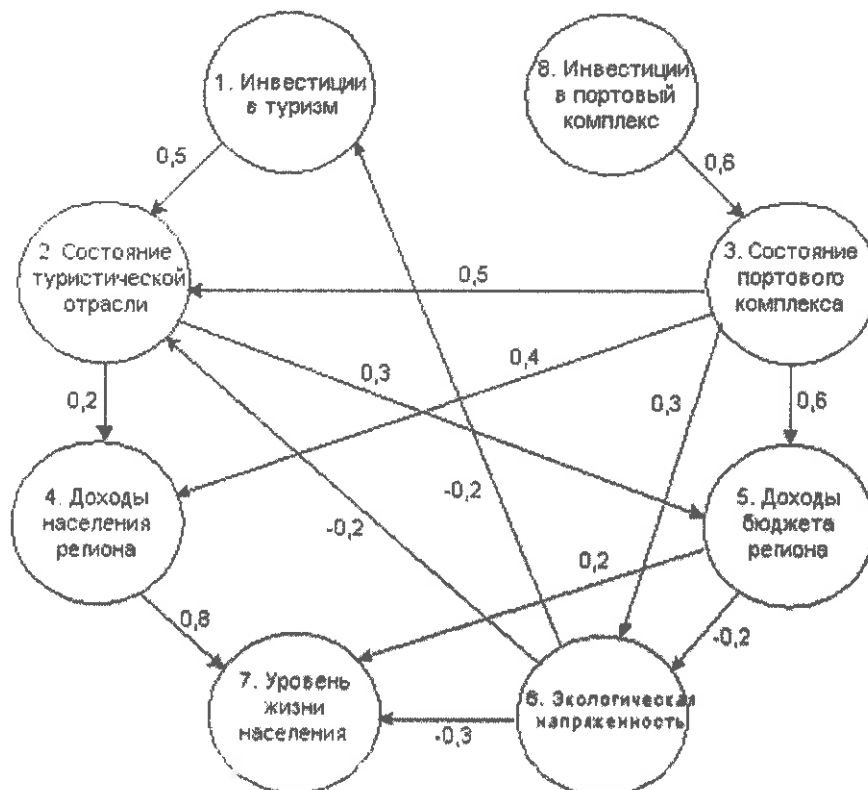 1. Инвестиции
в туризм
8. Инвестиции
в портовый
комплекс
0,5
0,6
2. Состояние
туристической
отрасли
3. Состояние
портового
комплекса
0,5
0,4
0,3
0,2
0,3
0,6
4. Доходы
населения
региона
-0,2
-0,2
5. Доходы
бюджета
региона
0,2
0,8
-0,2
7. Уровень
жизни
населения
6. Экологическая
напряженность
-0,3